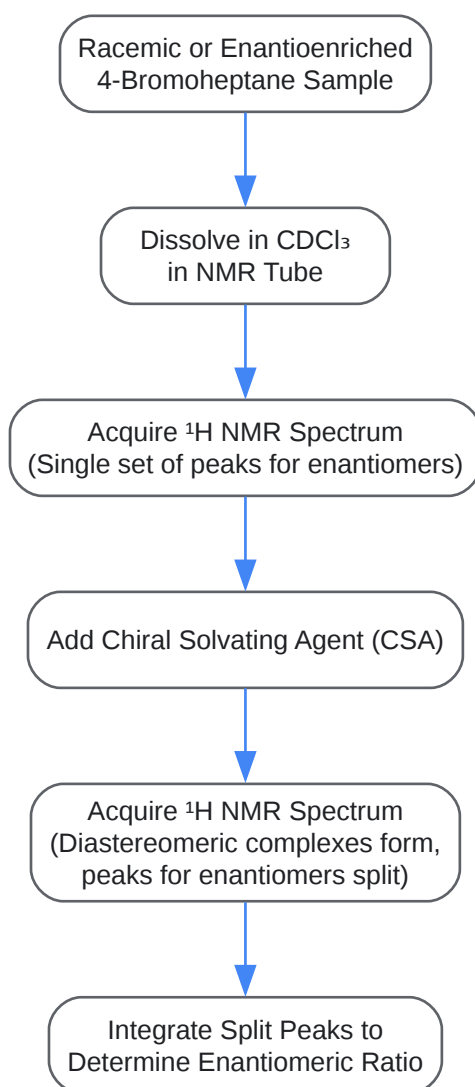 Racemic or Enantioenriched
4-Bromoheptane Sample
Dissolve in CDCl₃
in NMR Tube
Acquire ¹H NMR Spectrum
(Single set of peaks for enantiomers)
Add Chiral Solvating Agent (CSA)
Acquire ¹H NMR Spectrum
(Diastereomeric complexes form,
peaks for enantiomers split)
Integrate Split Peaks to
Determine Enantiomeric Ratio